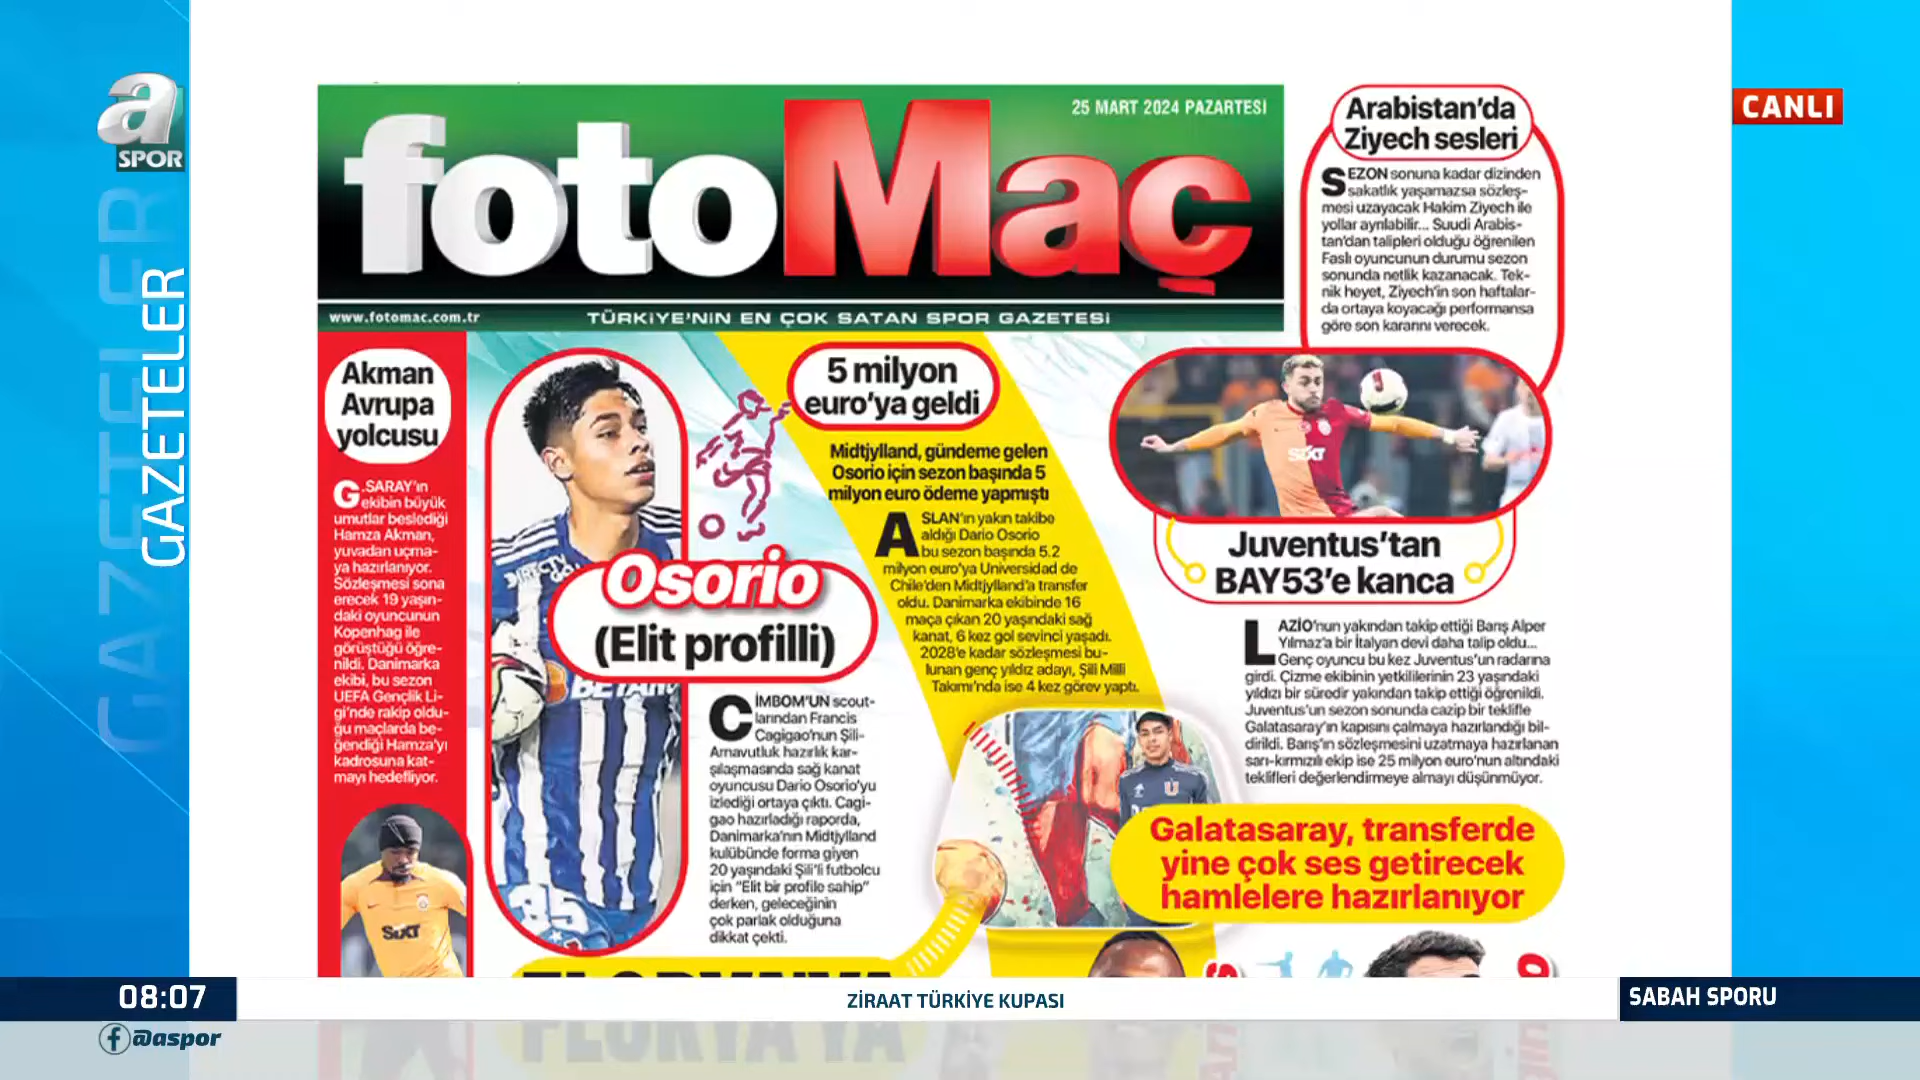 a
SPOR
GAZETELER
GAZETELER
CANLI
25 MART 2024 PAZARTESİ
fotoMaç
www.fotomac.com.tr
TÜRKİYE'NİN EN ÇOK SATAN SPOR GAZETESİ
Arabistan'da
Ziyech sesleri
SEZON sonuna kadar dizinden
sakatlık yaşamazsa sözleş-
mesi uzayacak Hakim Ziyech ile
yollar ayrılabilir... Suudi Arabis-
tan'dan talipleri olduğu öğrenilen
Faslı oyuncunun durumu sezon
sonunda netlik kazanacak. Tek-
nik heyet, Ziyech'in son haftalar-
da ortaya koyacağı performansa
göre son kararını verecek.
Akman
Avrupa
yolcusu
G.SARAY'ın
ekibin büyük
umutlar beslediği
Hamza Akman,
yuvadan uçma-
ya hazırlanıyor.
Sözleşmesi sona
erecek 19 yaşın-
daki oyuncunun
Kopenhag ile
görüştüğü öğre-
nildi. Danimarka
ekibi, bu sezon
UEFA Gençlik Li-
gi'nde rakip oldu-
ğu maçlarda be-
ğendiği Hamza'yı
kadrosuna kat-
mayı hedefliyor.
SIXT
Osorio
(Elit profilli)
CİMBOM'UN scout-
larından Francis
Cagigao'nun Şili-
Arnavutluk hazırlık kar-
şılaşmasında sağ kanat
oyuncusu Dario Osorio'yu
izlediği ortaya çıktı. Cagi-
gao hazırladığı raporda,
Danimarka'nın Midtjylland
kulübünde forma giyen
20 yaşındaki Şili'li futbolcu
için "Elit bir profile sahip"
derken, geleceğinin
çok parlak olduğuna
dikkat çekti.
35
5 milyon
euro'ya geldi
Midtjylland, gündeme gelen
Osorio için sezon başında 5
milyon euro ödeme yapmıştı
ASLAN'ın yakın takibe
aldığı Dario Osorio
bu sezon başında 5.2
milyon euro'ya Universidad de
Chile'den Midtjylland'a transfer
oldu. Danimarka ekibinde 16
maça çıkan 20 yaşındaki sağ
kanat, 6 kez gol sevinci yaşadı.
2028'e kadar sözleşmesi bu-
lunan genç yıldız adayı, Şili Milli
Takımı'nda ise 4 kez görev yaptı.
SIXT
Juventus'tan
BAY53'e kanca
LAZİO'nun yakından takip ettiği Barış Alper
Yılmaz'a bir İtalyan devi daha talip oldu...
Genç oyuncu bu kez Juventus'un radarına
girdi. Çizme ekibinin yetkililerinin 23 yaşındaki
yıldızı bir süredir yakından takip ettiği öğrenildi.
Juventus'un sezon sonunda cazip bir teklifle
Galatasaray'ın kapısını çalmaya hazırlandığı bil-
dirildi. Barış'ın sözleşmesini uzatmaya hazırlanan
sarı-kırmızılı ekip ise 25 milyon euro'nun altındaki
teklifleri değerlendirmeye almayı düşünmüyor.
Galatasaray, transferde
yine çok ses getirecek
hamlelere hazırlanıyor
FLORYA'YA
08:07
ZİRAAT TÜRKİYE KUPASI
SABAH SPORU
@aspor